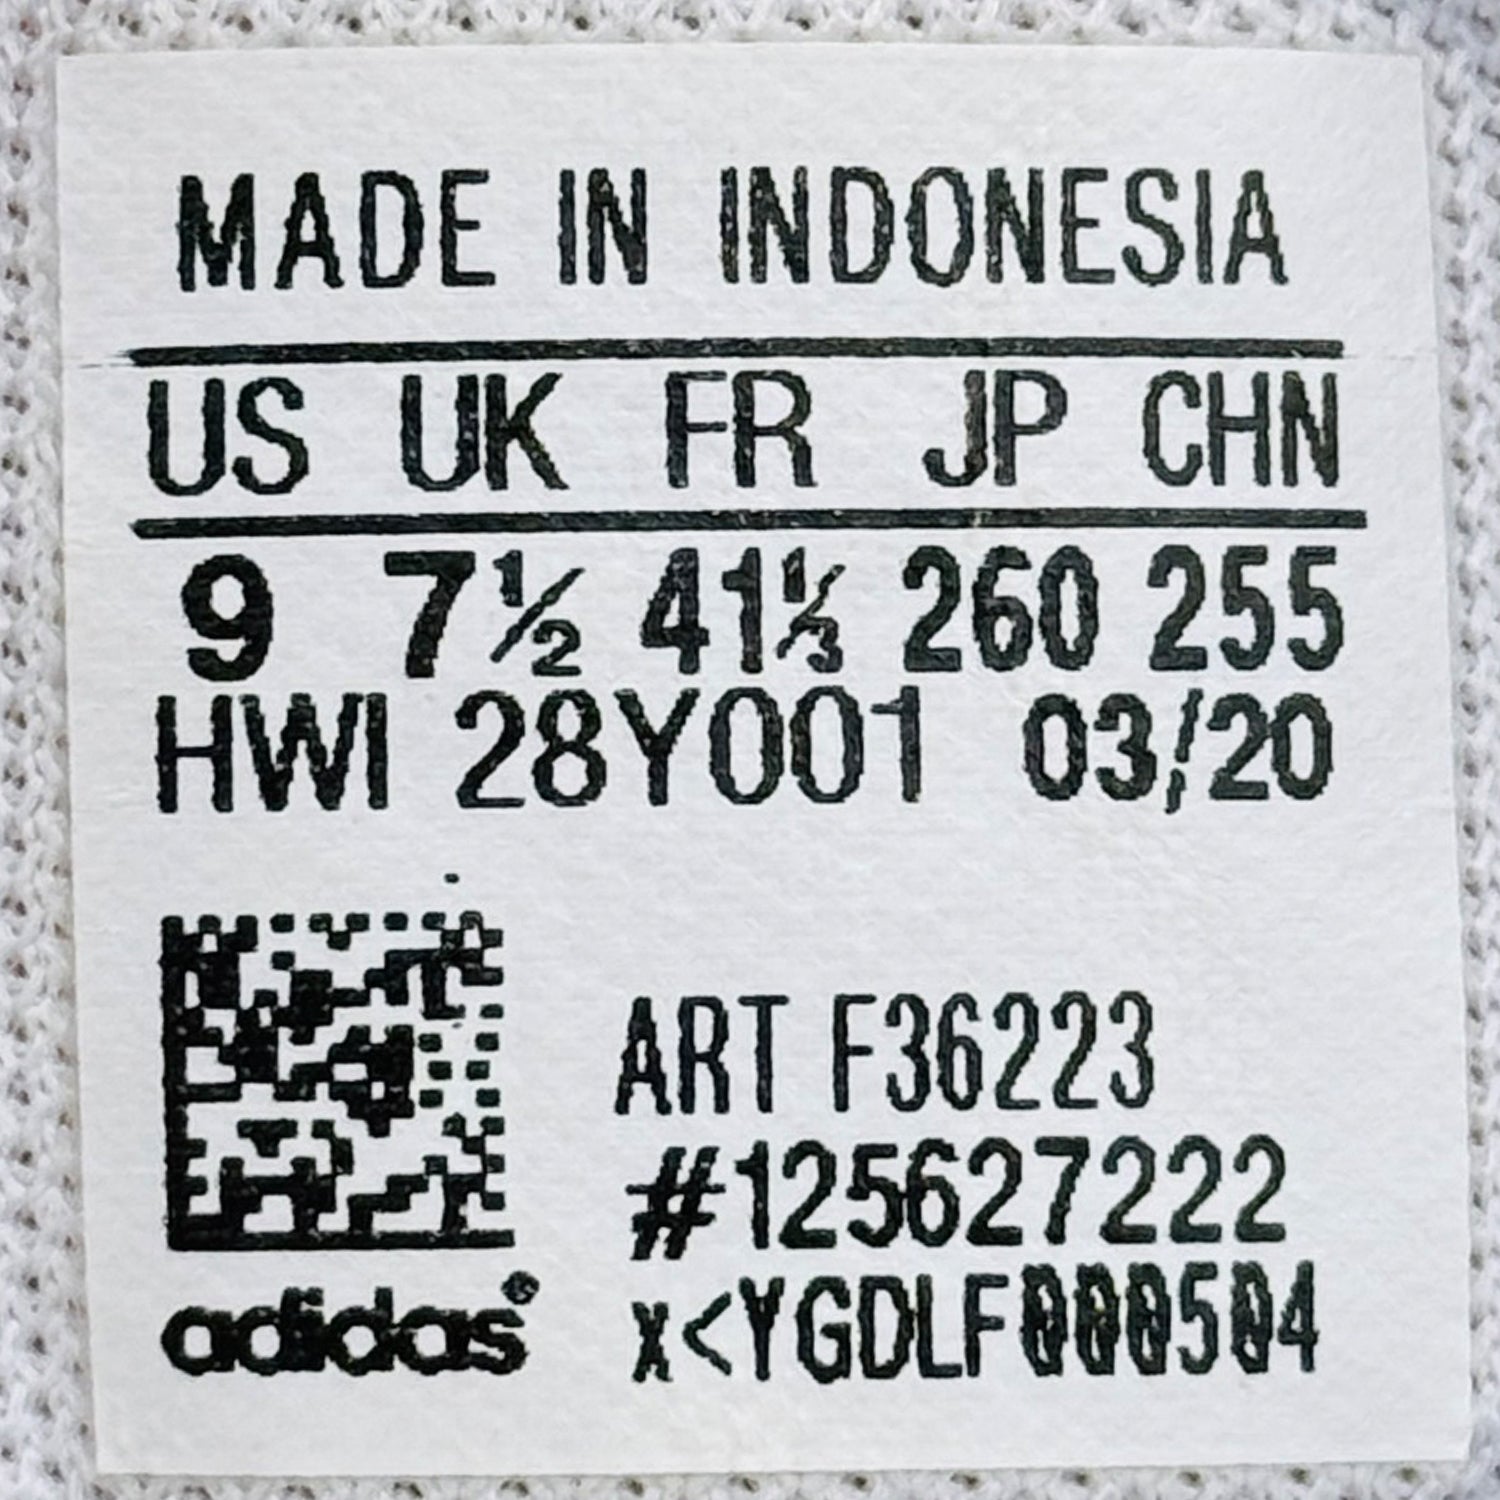 MADE IN INDONESIA
US UK FR JP CHN
9 7½ 41⅓ 260 255
HWI 28Y001 03/20
ART F36223
#125627222
adidas®
x<YGDLF000504